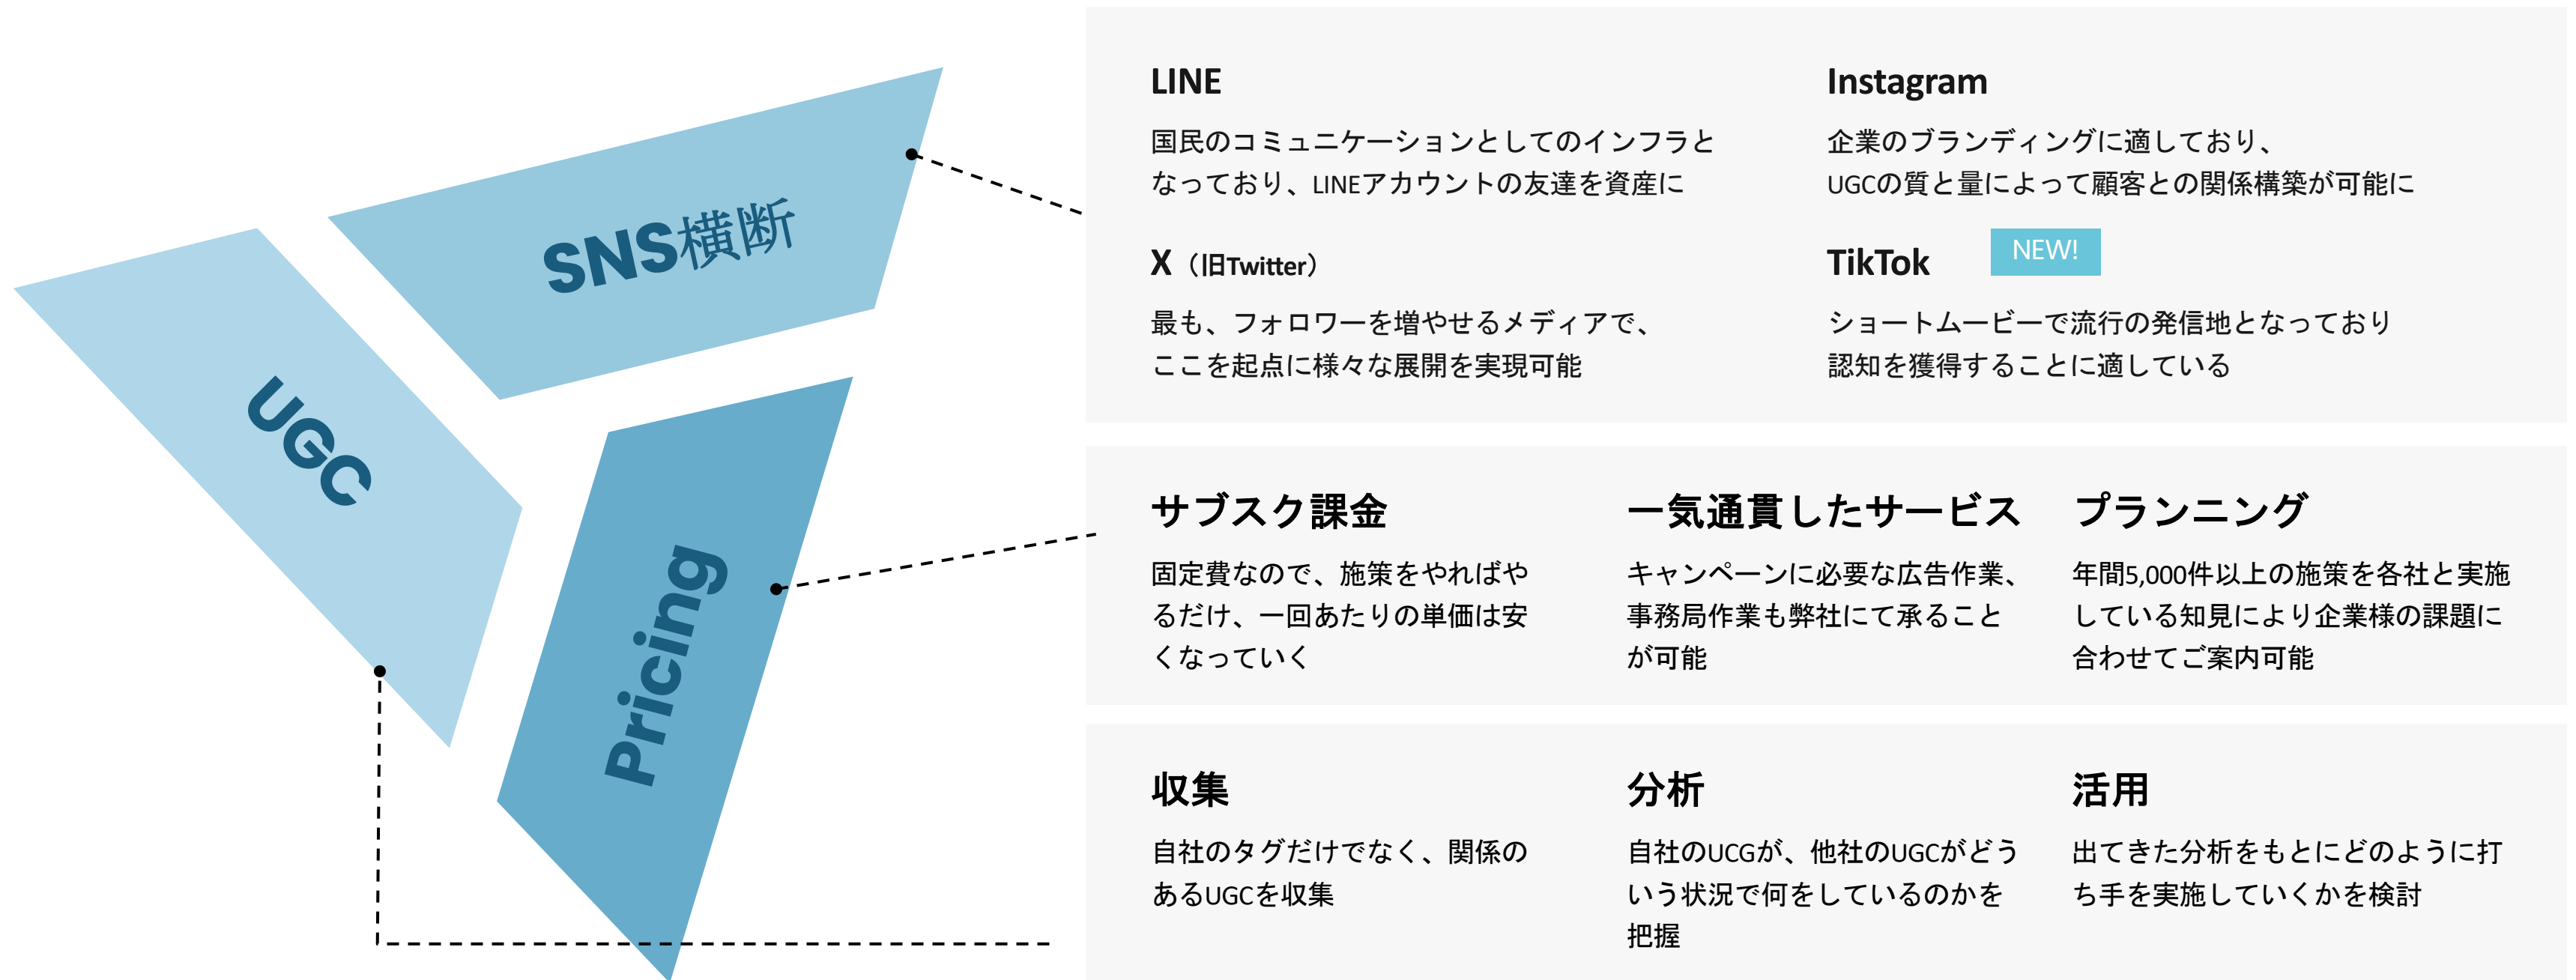 SNS横断
UGC
Pricing
LINE
国民のコミュニケーションとしてのインフラと
なっており、LINEアカウントの友達を資産に
Instagram
企業のブランディングに適しており、
UGCの質と量によって顧客との関係構築が可能に
X（旧Twitter）
最も、フォロワーを増やせるメディアで、
ここを起点に様々な展開を実現可能
TikTok
NEW!
ショートムービーで流行の発信地となっており
認知を獲得することに適している
サブスク課金
固定費なので、施策をやればや
るだけ、一回あたりの単価は安
くなっていく
一気通貫したサービス
キャンペーンに必要な広告作業、
事務局作業も弊社にて承ること
が可能
プランニング
年間5,000件以上の施策を各社と実施
している知見により企業様の課題に
合わせてご案内可能
収集
自社のタグだけでなく、関係の
あるUGCを収集
分析
自社のUCGが、他社のUGCがどう
いう状況で何をしているのかを
把握
活用
出てきた分析をもとにどのように打
ち手を実施していくかを検討